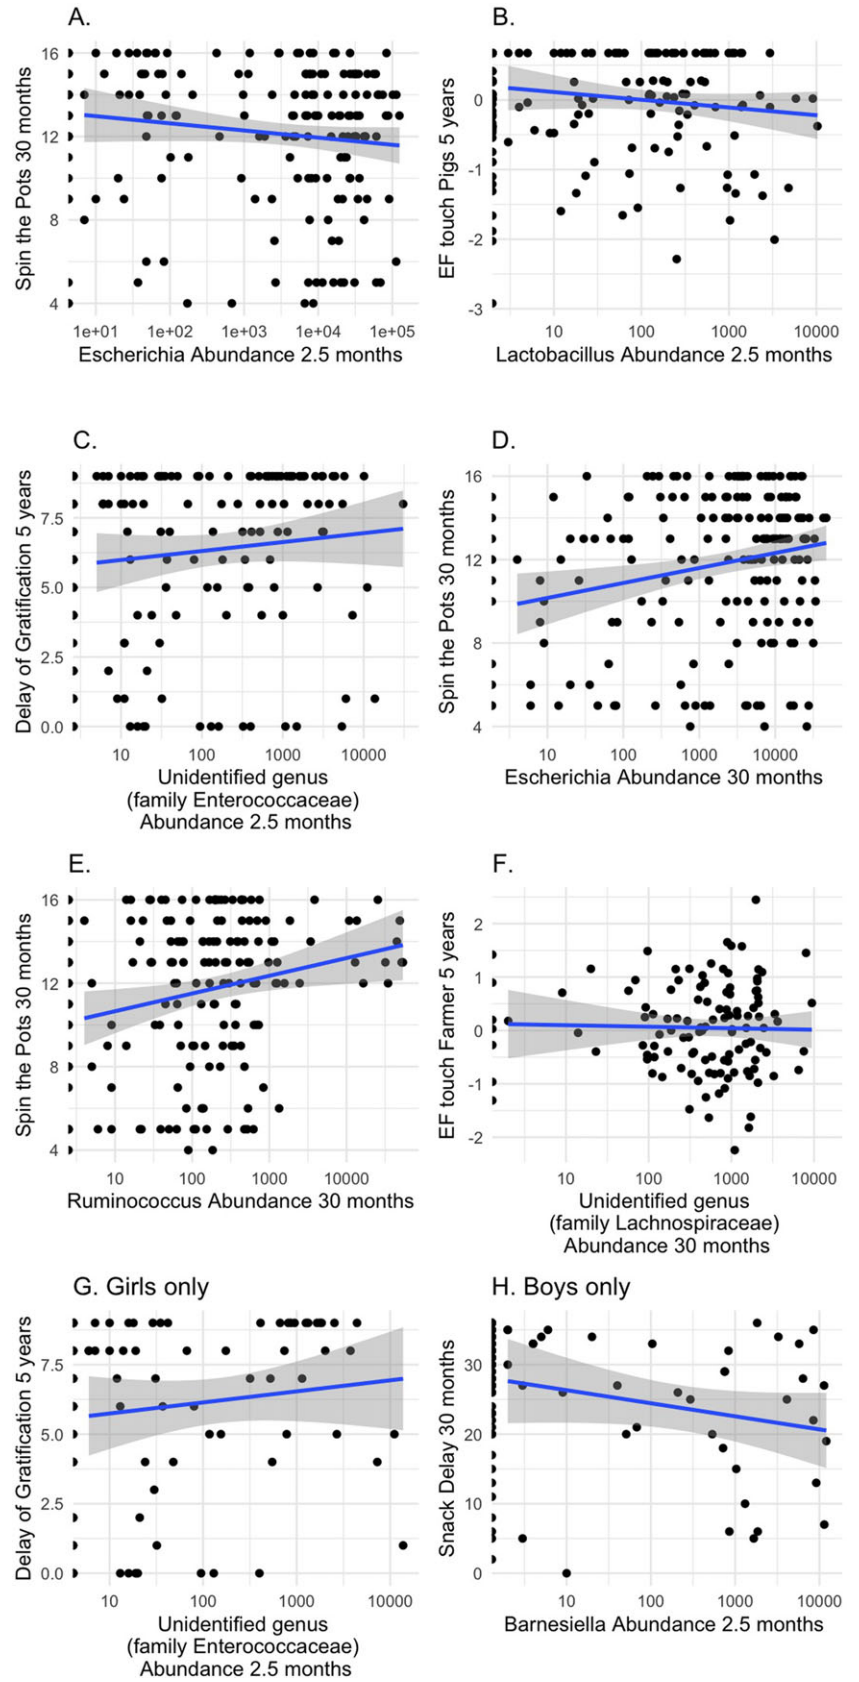 A.
Spin the Pots 30 months
16
12
8
4
1e+01 1e+02 1e+03 1e+04 1e+05
Escherichia Abundance 2.5 months
B.
EF touch Pigs 5 years
0
-1
-2
-3
10 100 1000 10000
Lactobacillus Abundance 2.5 months
C.
Delay of Gratification 5 years
7.5
5.0
2.5
0.0
10 100 1000 10000
Unidentified genus
(family Enterococcaceae)
Abundance 2.5 months
D.
Spin the Pots 30 months
16
12
8
4
10 100 1000 10000
Escherichia Abundance 30 months
E.
Spin the Pots 30 months
16
12
8
4
10 100 1000 10000
Ruminococcus Abundance 30 months
F.
EF touch Farmer 5 years
2
1
0
-1
-2
10 100 1000 10000
Unidentified genus
(family Lachnospiraceae)
Abundance 30 months
G. Girls only
Delay of Gratification 5 years
7.5
5.0
2.5
0.0
10 100 1000 10000
Unidentified genus
(family Enterococcaceae)
Abundance 2.5 months
H. Boys only
Snack Delay 30 months
30
20
10
0
10 100 1000 10000
Barnesiella Abundance 2.5 months